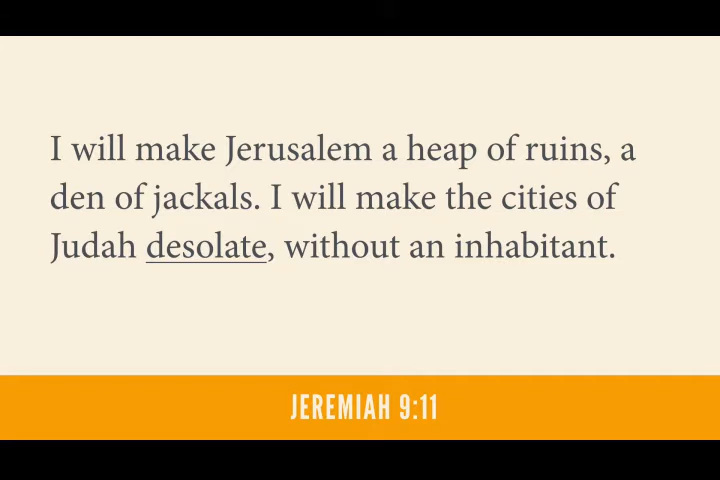 I will make Jerusalem a heap of ruins, a
den of jackals. I will make the cities of
Judah desolate, without an inhabitant.
JEREMIAH 9:11